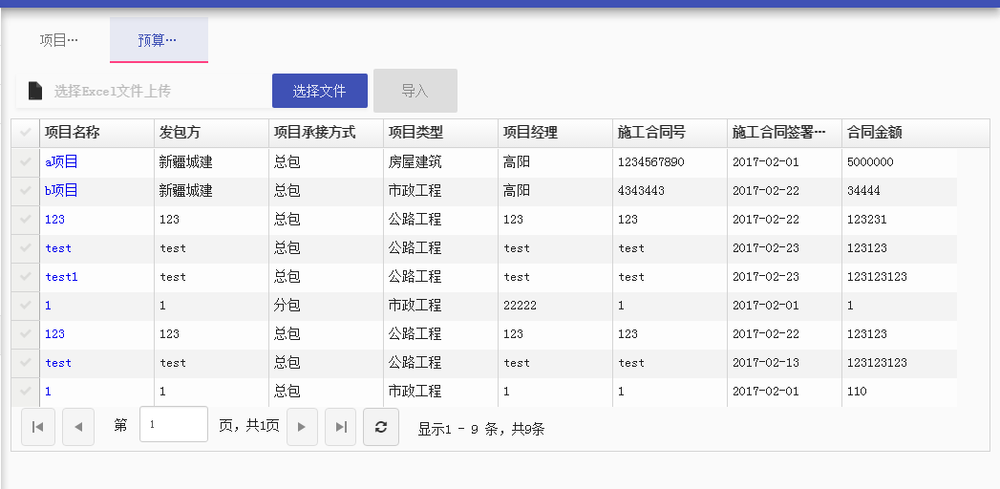 项目… 预算…
选择Excel文件上传 选择文件 导入
项目名称 发包方 项目承接方式 项目类型 项目经理 施工合同号 施工合同签署… 合同金额
a项目 新疆城建 总包 房屋建筑 高阳 1234567890 2017-02-01 5000000
b项目 新疆城建 总包 市政工程 高阳 4343443 2017-02-22 34444
123 123 总包 公路工程 123 123 2017-02-22 123231
test test 总包 公路工程 test test 2017-02-23 123123
test1 test 总包 公路工程 test test 2017-02-23 123123123
1 1 分包 市政工程 22222 1 2017-02-01 1
123 123 总包 公路工程 123 123 2017-02-22 123123
test test 总包 公路工程 test test 2017-02-13 123123123
1 1 总包 市政工程 1 1 2017-02-01 110
第 1 页，共1页 显示1 - 9 条，共9条